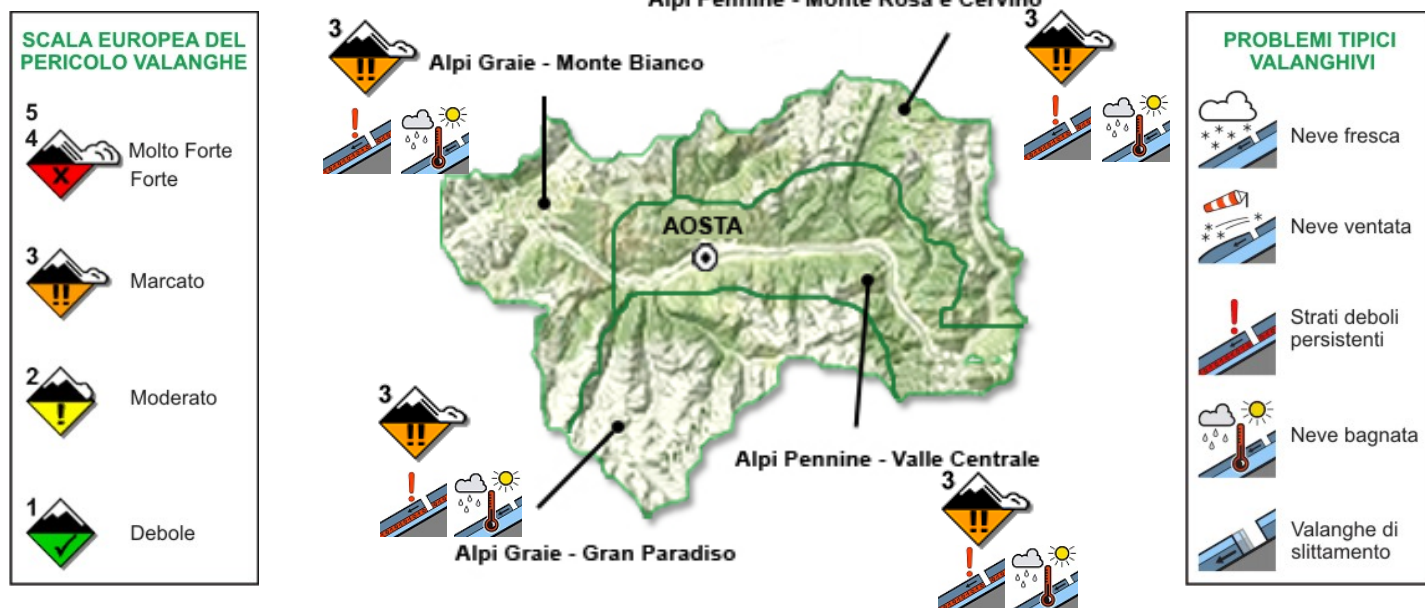 SCALA EUROPEA DEL
PERICOLO VALANGHE
5
4
Molto Forte
Forte
3
Marcato
2
Moderato
1
Debole
Alpi Pennine - Monte Rosa e Cervino
3
Alpi Graie - Monte Bianco
3
AOSTA
3
Alpi Pennine - Valle Centrale
3
Alpi Graie - Gran Paradiso
PROBLEMI TIPICI
VALANGHIVI
Neve fresca
Neve ventata
Strati deboli
persistenti
Neve bagnata
Valanghe di
slittamento